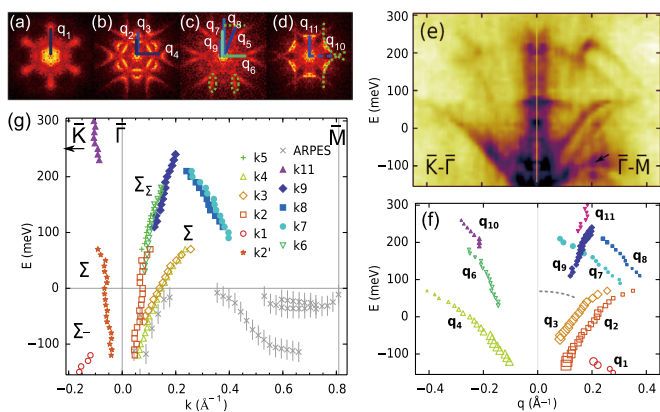 (a) (b) (c) (d) (e)
q₁ q₂ q₃ q₄ q₇ q₈ q₉ q₅ q₆ q₁₁ q₁₀
E (meV)
300
200
100
0
-100
K̄-Γ̄ Γ̄-M̄
(g)
K̄ Γ̄ M̄
E (meV)
300
200
100
0
−100
Σ_Σ̄
Σ Σ
Σ₋
k5
k4
k3
k2
k1
k2'
ARPES
k11
k9
k8
k7
k6
−0.2 0.0 0.2 0.4 0.6 0.8
k (Å⁻¹)
(f)
E (meV)
300
200
100
0
−100
q₁₀ q₁₁
q₆ q₉ q₇ q₈
q₄ q₃ q₂
q₁
−0.4 −0.2 0.0 0.2 0.4
q (Å⁻¹)